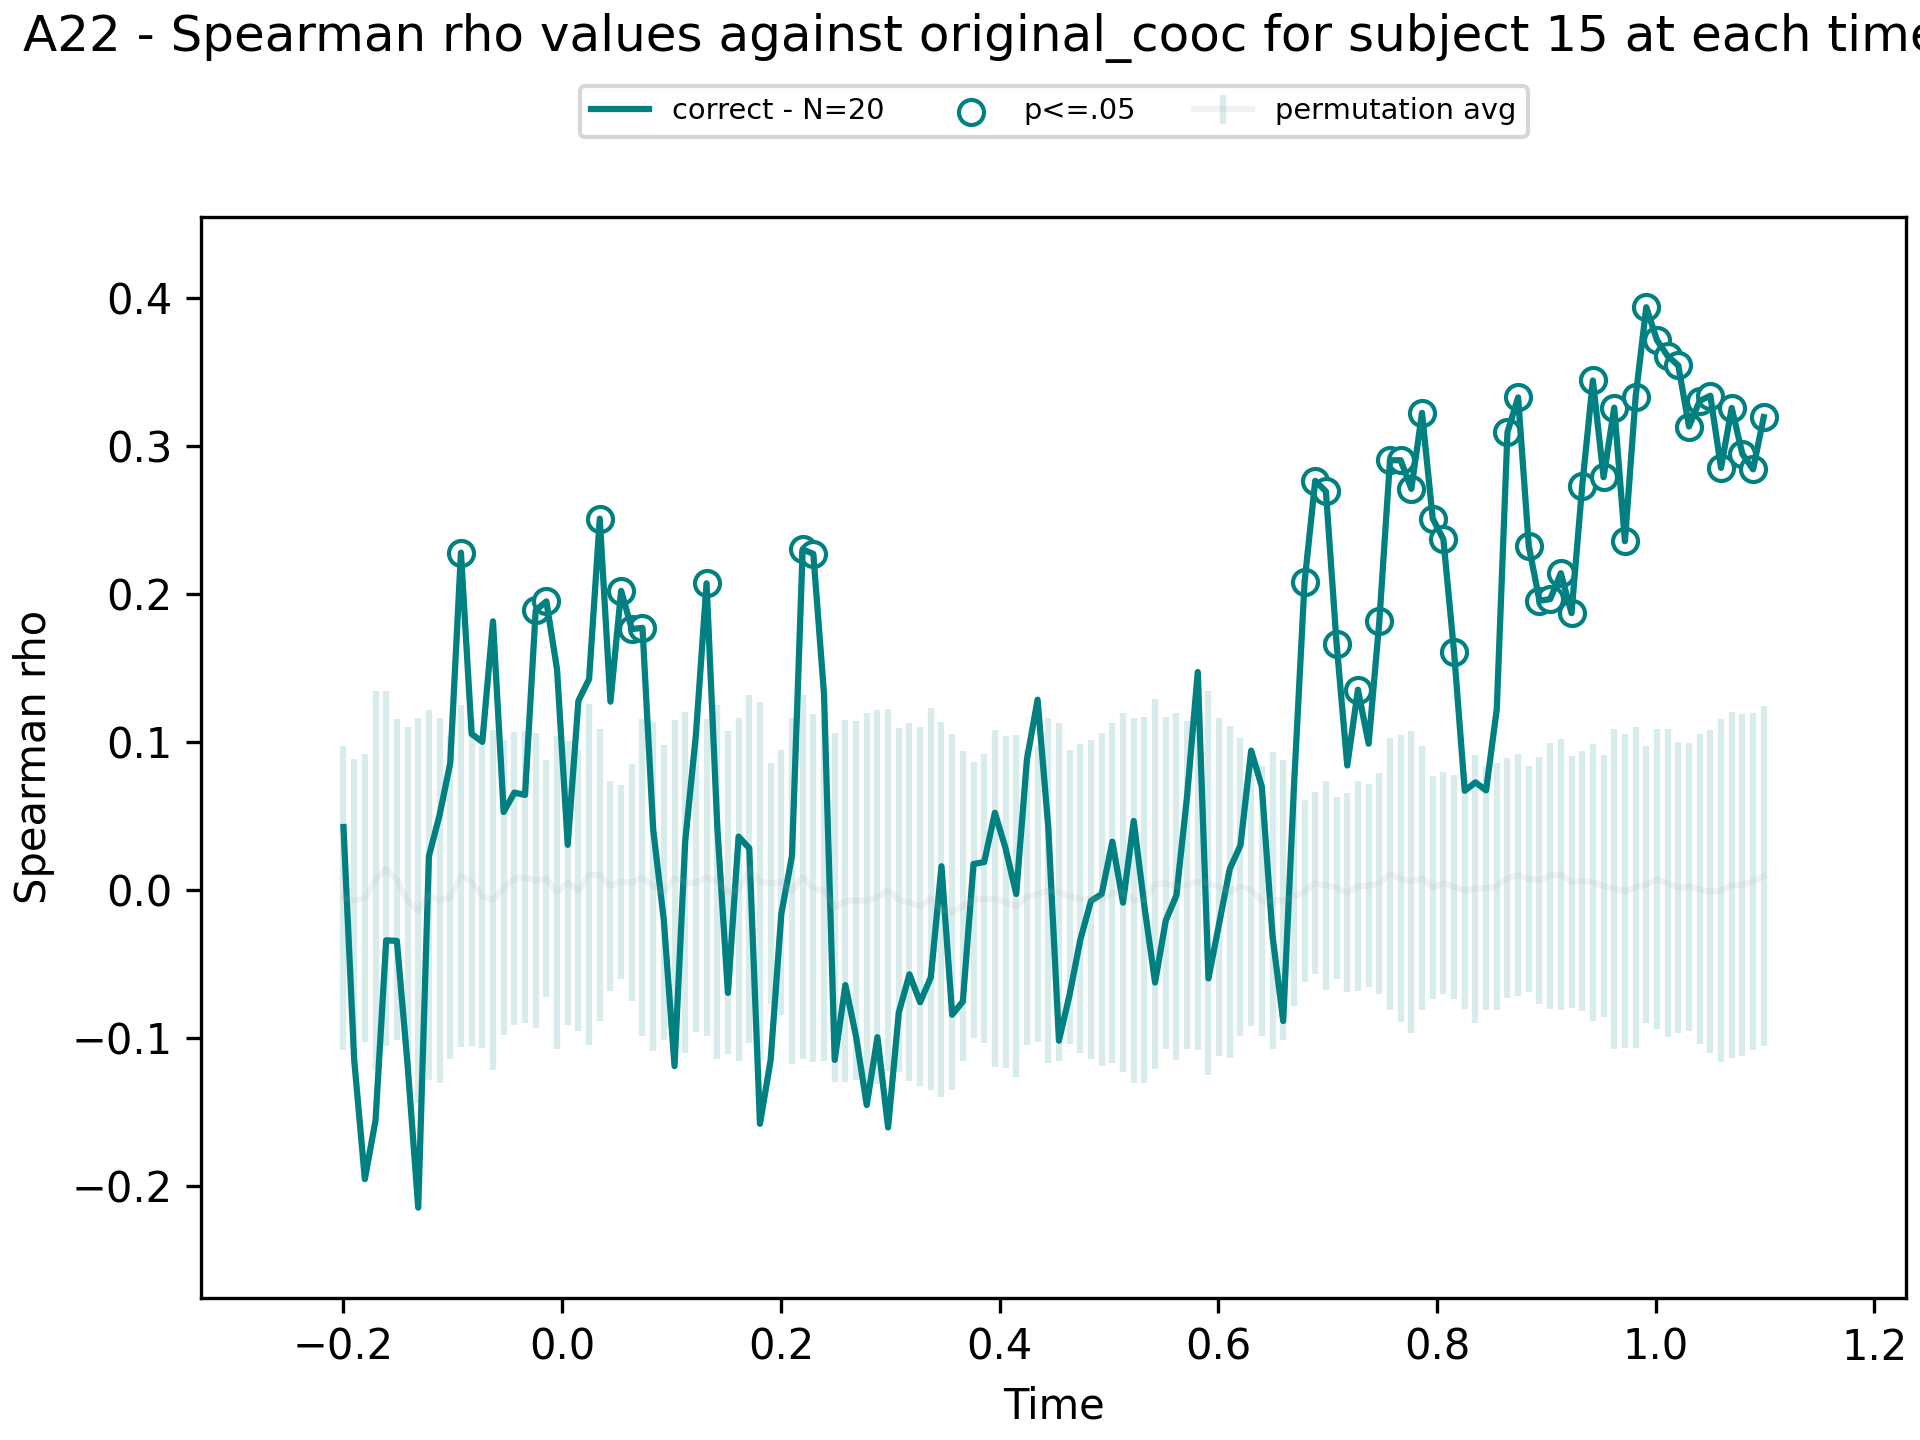 A22 - Spearman rho values against original_cooc for subject 15 at each time
correct - N=20 p<=.05 permutation avg
0.4
0.3
0.2
0.1
0.0
−0.1
−0.2
Spearman rho
−0.2 0.0 0.2 0.4 0.6 0.8 1.0 1.2
Time